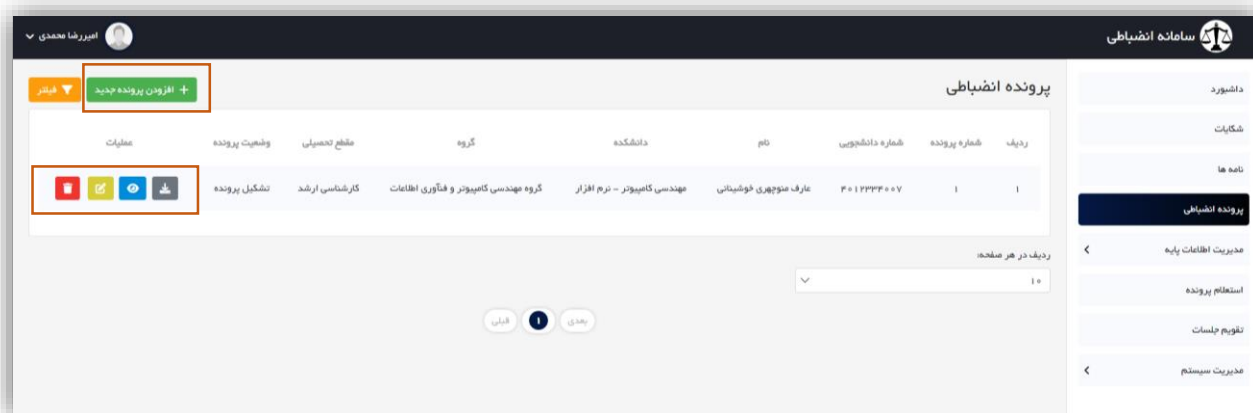 سامانه انضباطی
امیررضا محمدی
داشبورد
شکایات
نامه ها
پرونده انضباطی
مدیریت اطلاعات پایه
استعلام پرونده
تقویم جلسات
مدیریت سیستم
پرونده انضباطی
+ افزودن پرونده جدید
فیلتر
ردیف شماره پرونده شماره دانشجویی نام دانشکده گروه مقطع تحصیلی وضعیت پرونده عملیات
۱ ۱ ۴۰۱۲۳۳۴۰۰۷ عارف منوچهری خوشینانی مهندسی کامپیوتر - نرم افزار گروه مهندسی کامپیوتر و فنآوری اطلاعات کارشناسی ارشد تشکیل پرونده
ردیف در هر صفحه:
۱۰
بعدی ۱ قبلی